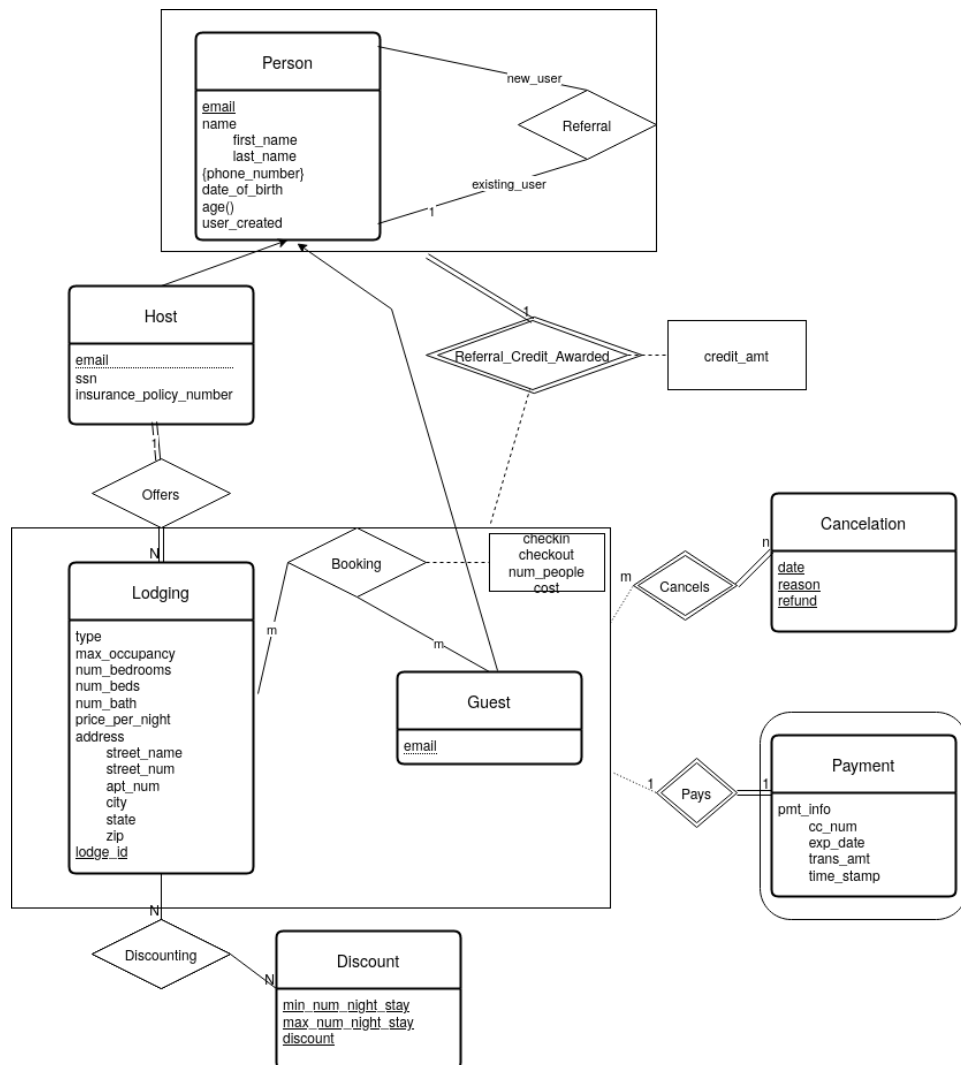 Person
email
name
first_name
last_name
{phone_number}
date_of_birth
age()
user_created
new_user
Referral
existing_user
1
Host
email
ssn
insurance_policy_number
1
Referral_Credit_Awarded
credit_amt
1
Offers
N
Lodging
type
max_occupancy
num_bedrooms
num_beds
num_bath
price_per_night
address
street_name
street_num
apt_num
city
state
zip
lodge_id
Booking
m
m
checkin
checkout
num_people
cost
Guest
email
m
Cancels
n
Cancelation
date
reason
refund
1
Pays
1
Payment
pmt_info
cc_num
exp_date
trans_amt
time_stamp
N
Discounting
N
Discount
min_num_night_stay
max_num_night_stay
discount